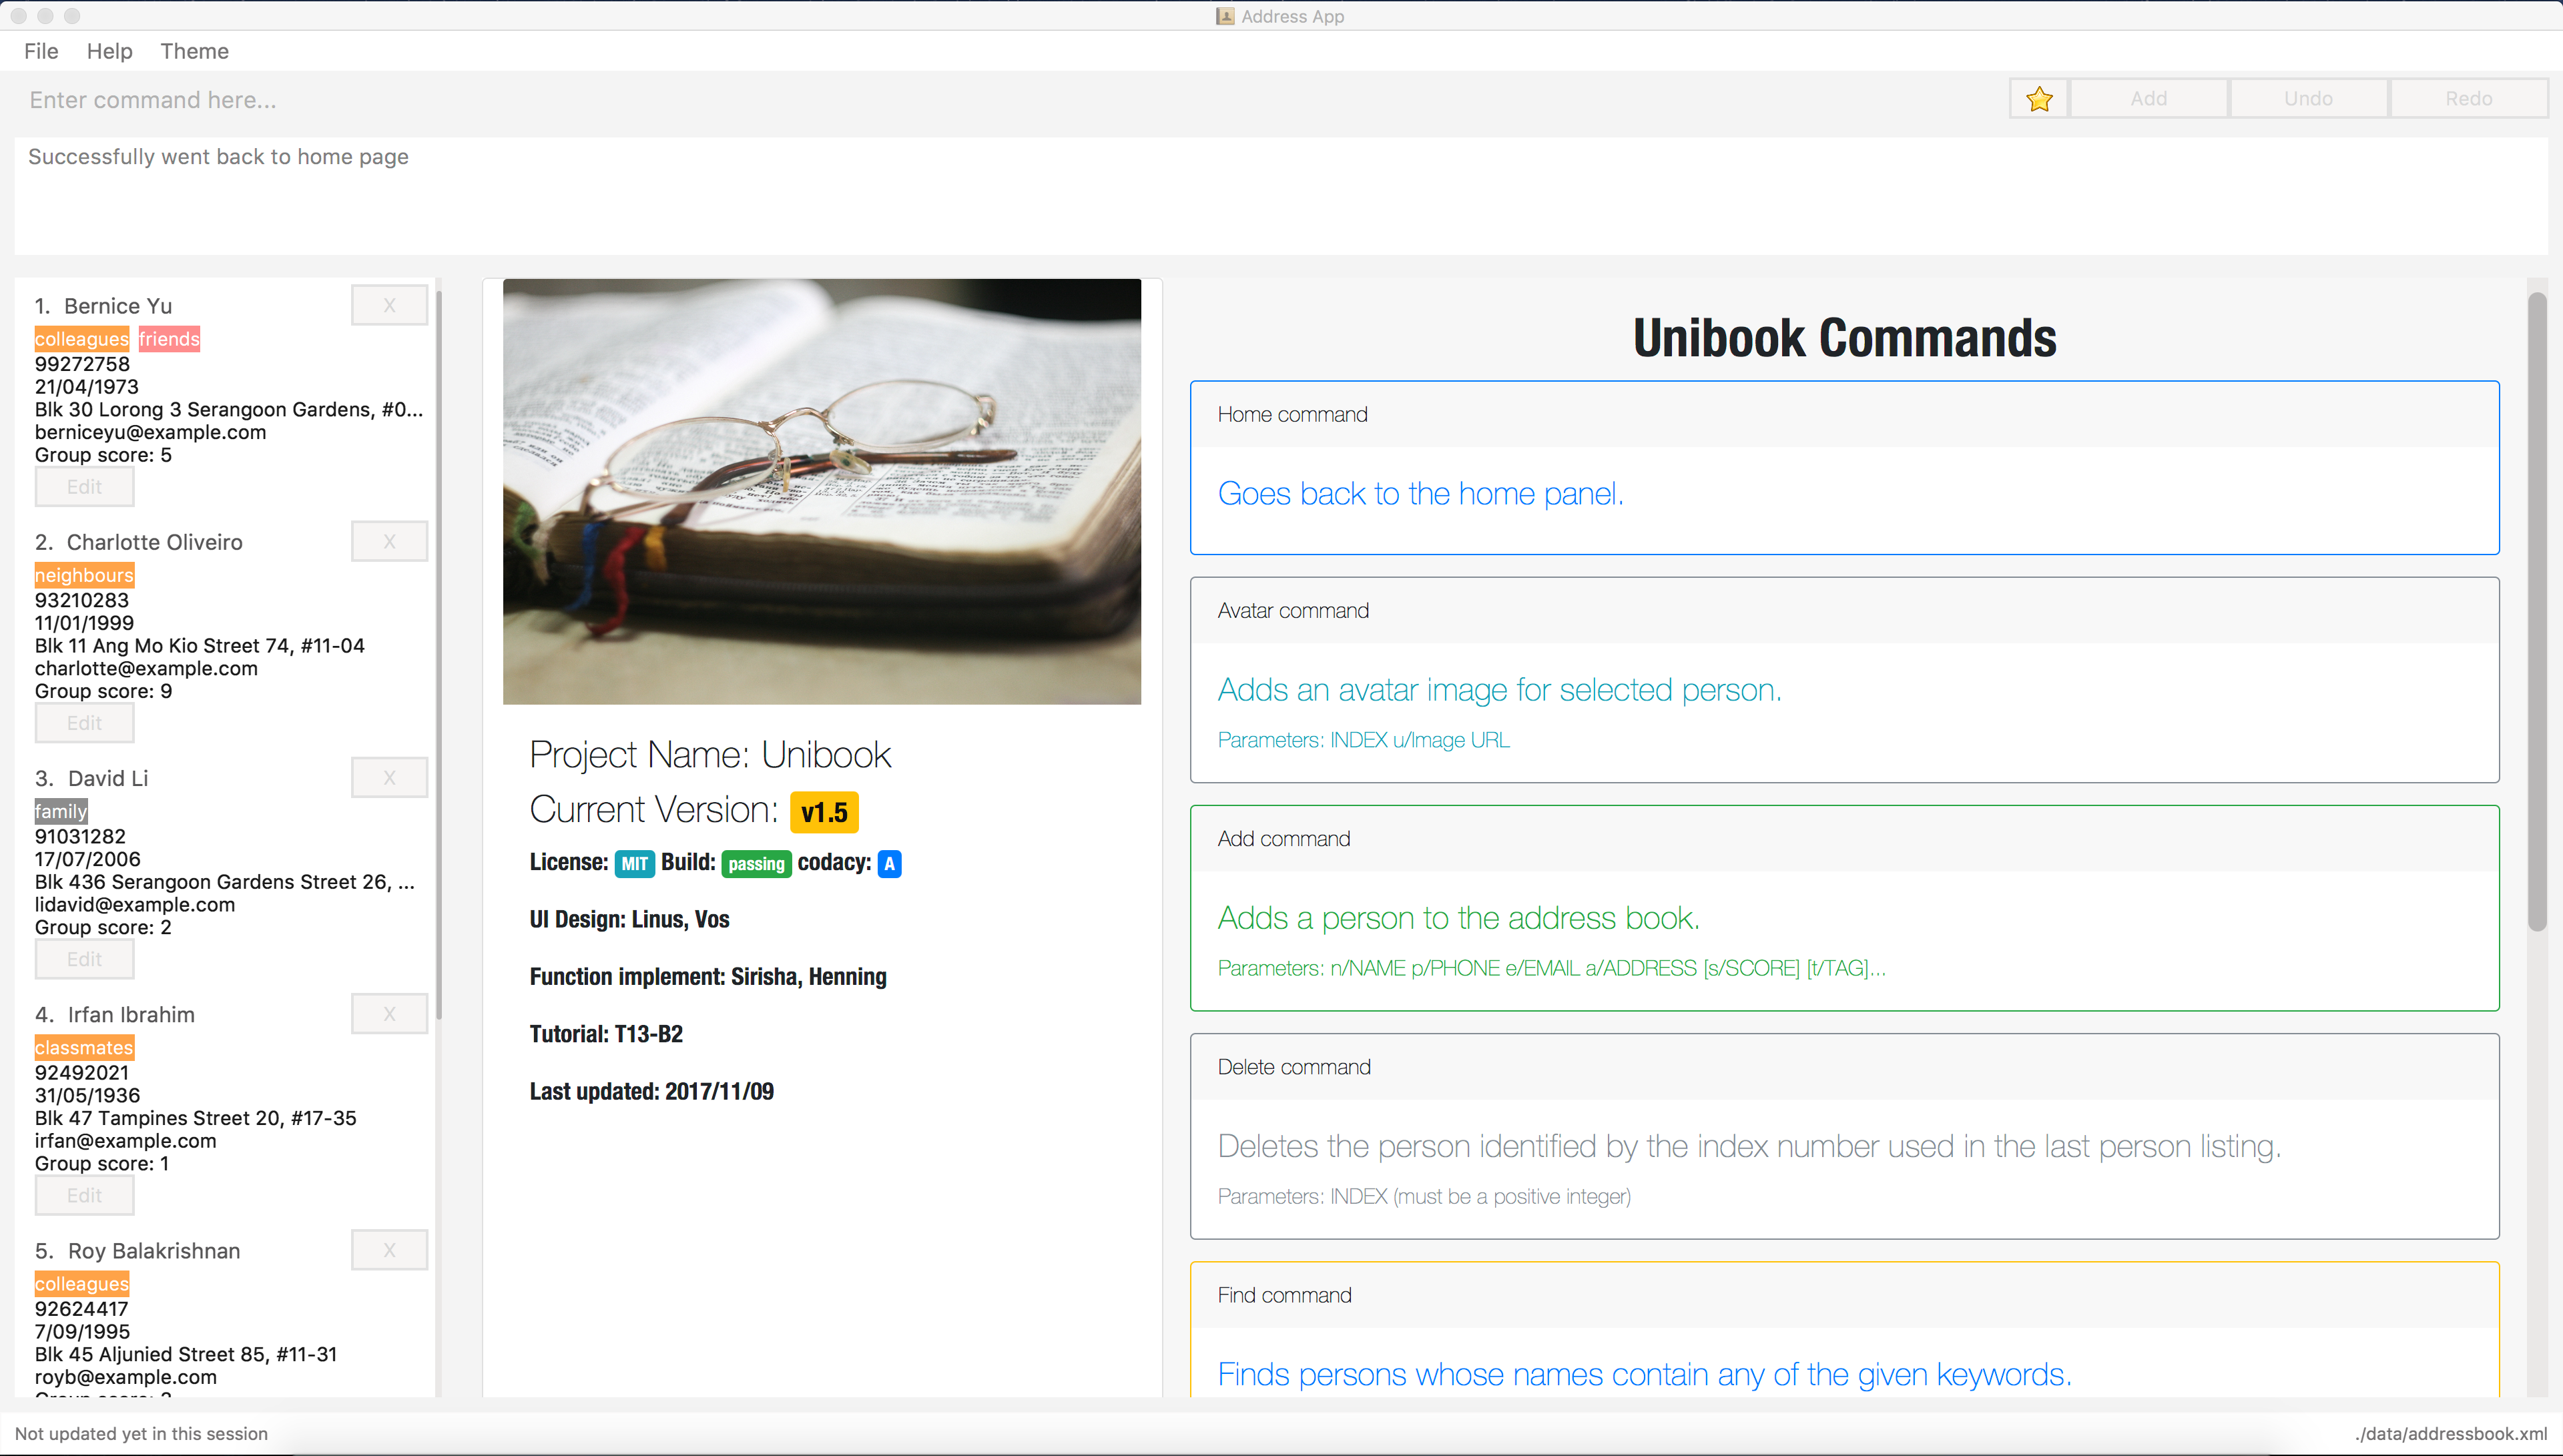 Address App
File Help Theme
Enter command here...
Add Undo Redo
Successfully went back to home page
1. Bernice Yu
X
colleagues friends
99272758
21/04/1973
Blk 30 Lorong 3 Serangoon Gardens, #0...
berniceyu@example.com
Group score: 5
Edit
2. Charlotte Oliveiro
X
neighbours
93210283
11/01/1999
Blk 11 Ang Mo Kio Street 74, #11-04
charlotte@example.com
Group score: 9
Edit
3. David Li
X
family
91031282
17/07/2006
Blk 436 Serangoon Gardens Street 26, ...
lidavid@example.com
Group score: 2
Edit
4. Irfan Ibrahim
X
classmates
92492021
31/05/1936
Blk 47 Tampines Street 20, #17-35
irfan@example.com
Group score: 1
Edit
5. Roy Balakrishnan
X
colleagues
92624417
7/09/1995
Blk 45 Aljunied Street 85, #11-31
royb@example.com
Project Name: Unibook
Current Version: v1.5
License: MIT Build: passing codacy: A
UI Design: Linus, Vos
Function implement: Sirisha, Henning
Tutorial: T13-B2
Last updated: 2017/11/09
Unibook Commands
Home command
Goes back to the home panel.
Avatar command
Adds an avatar image for selected person.
Parameters: INDEX u/Image URL
Add command
Adds a person to the address book.
Parameters: n/NAME p/PHONE e/EMAIL a/ADDRESS [s/SCORE] [t/TAG]...
Delete command
Deletes the person identified by the index number used in the last person listing.
Parameters: INDEX (must be a positive integer)
Find command
Finds persons whose names contain any of the given keywords.
Not updated yet in this session
./data/addressbook.xml